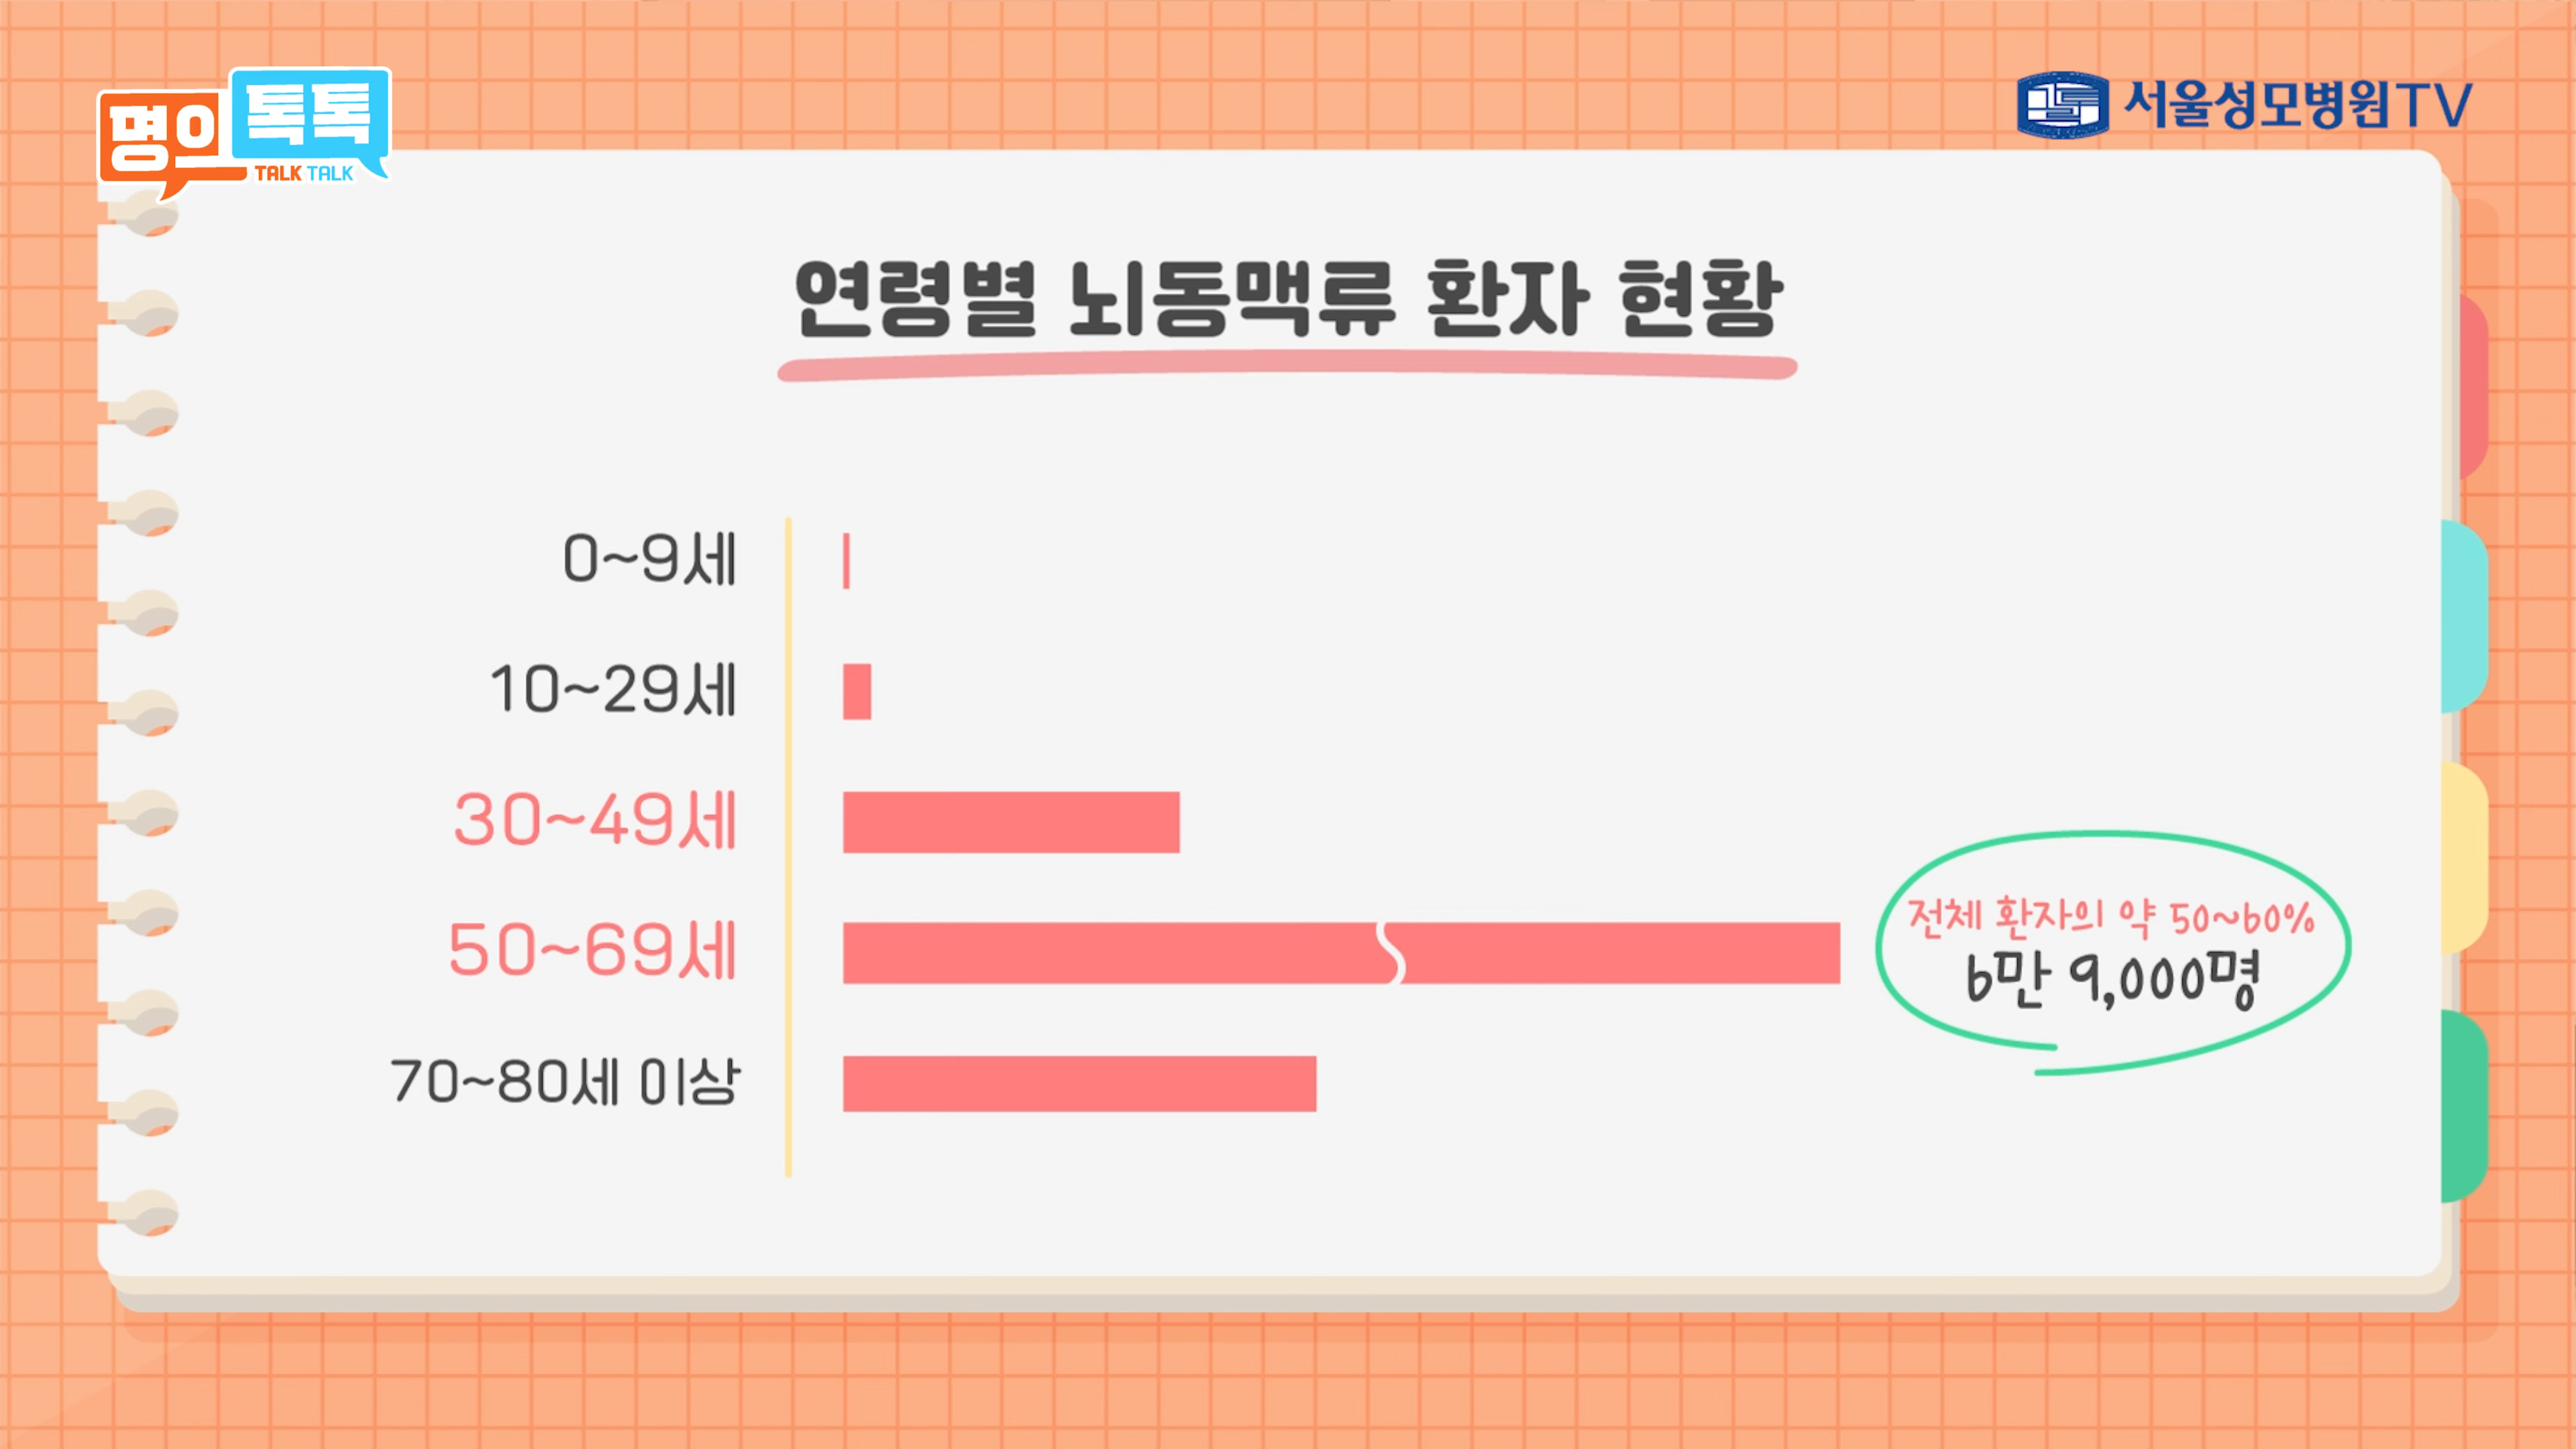 명의톡톡
TALK TALK
서울성모병원TV
연령별 뇌동맥류 환자 현황
0~9세
10~29세
30~49세
50~69세
전체 환자의 약 50~60%
6만 9,000명
70~80세 이상